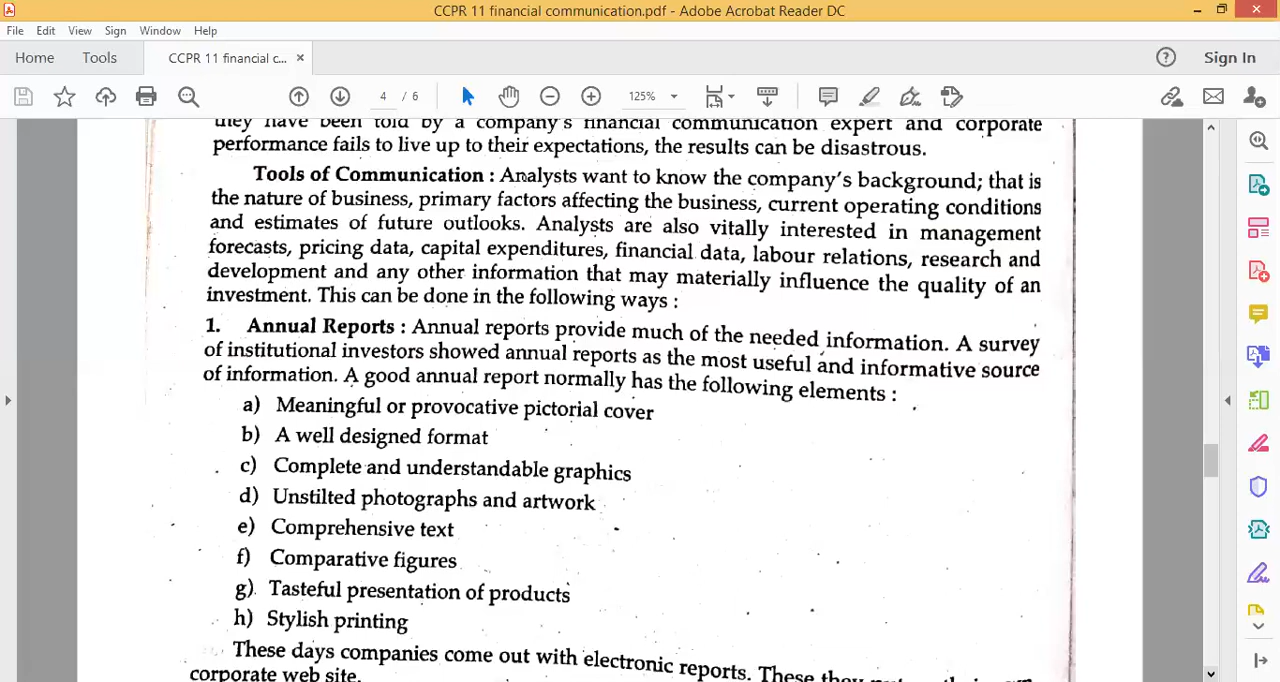 CCPR 11 financial communication.pdf - Adobe Acrobat Reader DC
File Edit View Sign Window Help
Home Tools CCPR 11 financial c... × Sign In
4 / 6 125%
they have been told by a company's financial communication expert and corporate
performance fails to live up to their expectations, the results can be disastrous.
Tools of Communication : Analysts want to know the company's background; that is
the nature of business, primary factors affecting the business, current operating conditions
and estimates of future outlooks. Analysts are also vitally interested in management
forecasts, pricing data, capital expenditures, financial data, labour relations, research and
development and any other information that may materially influence the quality of an
investment. This can be done in the following ways :
1. Annual Reports : Annual reports provide much of the needed information. A survey
of institutional investors showed annual reports as the most useful and informative source
of information. A good annual report normally has the following elements :
a) Meaningful or provocative pictorial cover
b) A well designed format
c) Complete and understandable graphics
d) Unstilted photographs and artwork
e) Comprehensive text
f) Comparative figures
g) Tasteful presentation of products
h) Stylish printing
These days companies come out with electronic reports. These they
corporate web site.